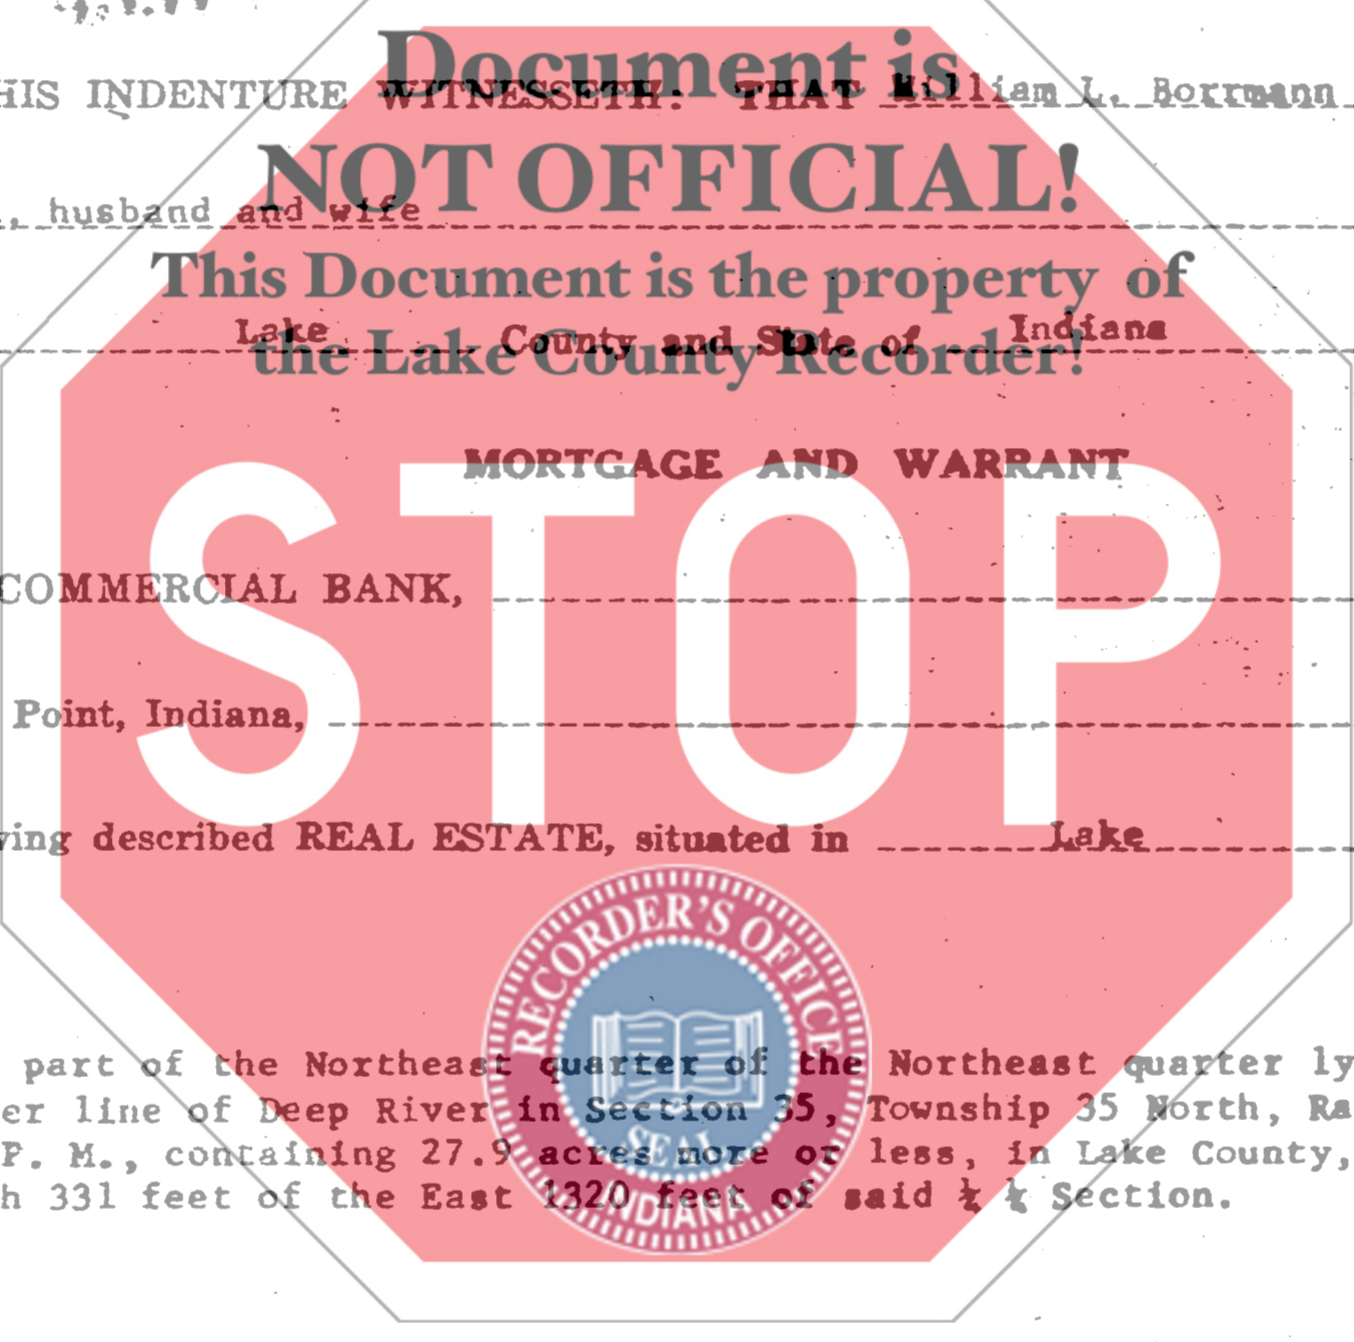 Document is
HIS INDENTURE WITNESSETH: THAT William L. Borrmann
NOT OFFICIAL!
, husband and wife
This Document is the property of
Lake County and State of Indiana
the Lake County Recorder!
MORTGAGE AND WARRANT
STOP
COMMERCIAL BANK,
Point, Indiana,
ving described REAL ESTATE, situated in Lake
RECORDER'S OFFICE
part of the Northeast quarter of the Northeast quarter ly
er line of Deep River in Section 35, Township 35 North, Ra
P. M., containing 27.9 acres more or less, in Lake County,
h 331 feet of the East 1320 feet of said ¼ ¼ Section.
SEAL
INDIANA